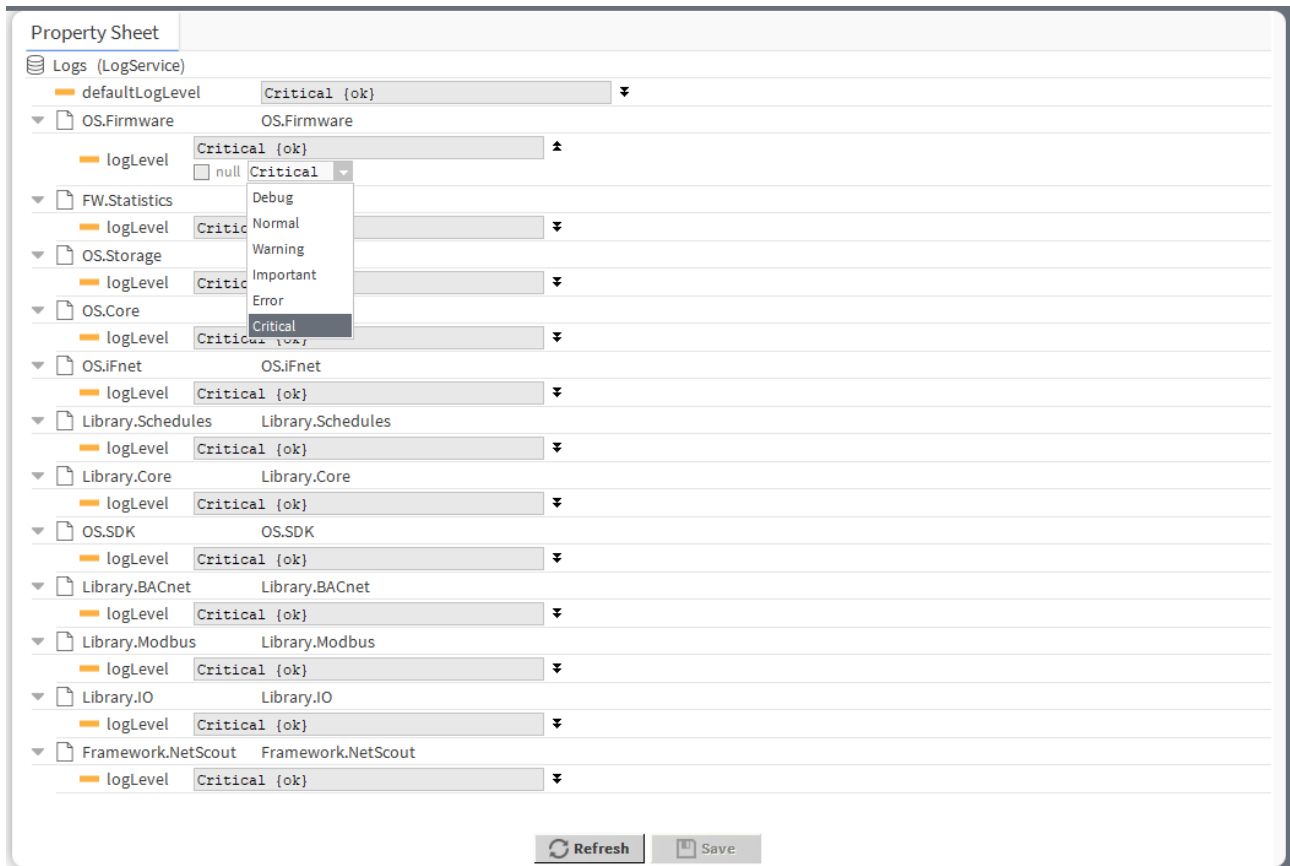 Property Sheet
Logs (LogService)
defaultLogLevel Critical {ok}
OS.Firmware OS.Firmware
logLevel Critical {ok}
null Critical
Debug
FW.Statistics
Normal
logLevel
Warning
OS.Storage
Important
logLevel
Error
OS.Core
Critical
logLevel
OS.iFnet OS.iFnet
logLevel Critical {ok}
Library.Schedules Library.Schedules
logLevel Critical {ok}
Library.Core Library.Core
logLevel Critical {ok}
OS.SDK OS.SDK
logLevel Critical {ok}
Library.BACnet Library.BACnet
logLevel Critical {ok}
Library.Modbus Library.Modbus
logLevel Critical {ok}
Library.IO Library.IO
logLevel Critical {ok}
Framework.NetScout Framework.NetScout
logLevel Critical {ok}
Refresh Save